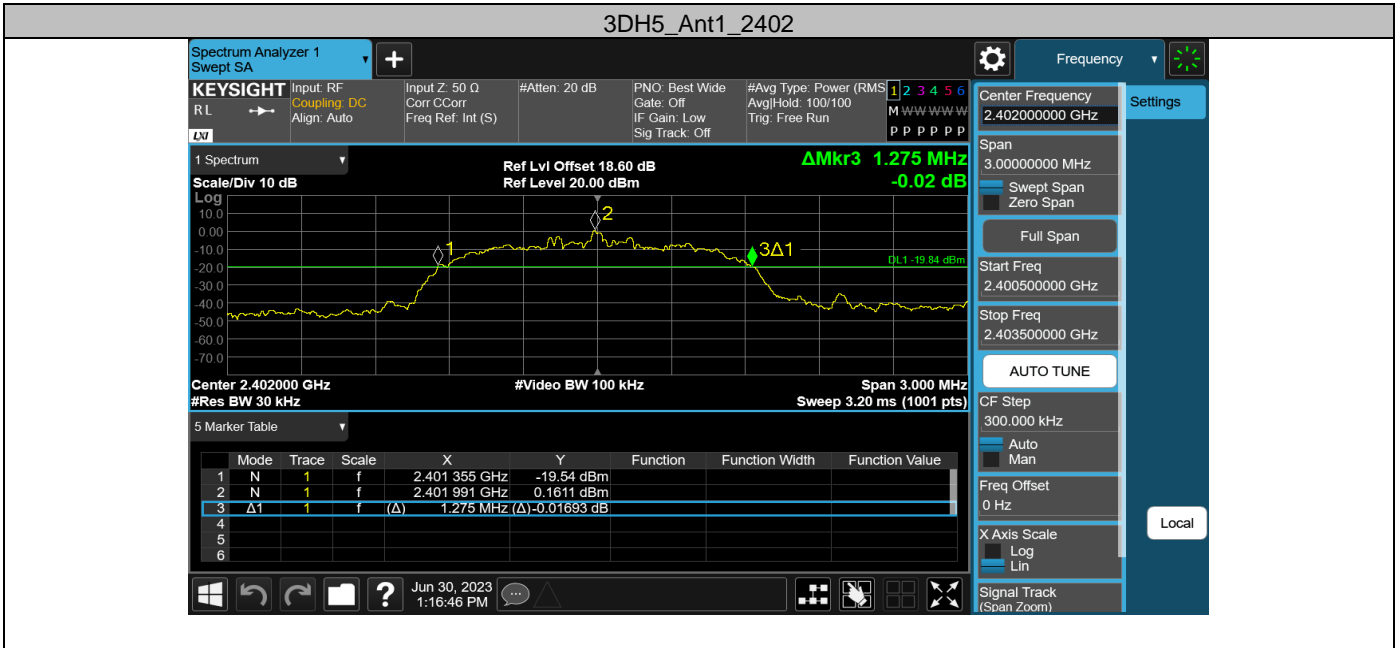 3DH5_Ant1_2402
Spectrum Analyzer 1
Swept SA
Frequency
KEYSIGHT
RL
LXI
Input: RF
Coupling: DC
Align: Auto
Input Z: 50 Ω
Corr CCorr
Freq Ref: Int (S)
#Atten: 20 dB
PNO: Best Wide
Gate: Off
IF Gain: Low
Sig Track: Off
#Avg Type: Power (RMS
Avg|Hold: 100/100
Trig: Free Run
1 2 3 4 5 6
M W W W W W
P P P P P P
1 Spectrum
Scale/Div 10 dB
Ref Lvl Offset 18.60 dB
Ref Level 20.00 dBm
ΔMkr3 1.275 MHz
-0.02 dB
Log
10.0
0.00
-10.0
-20.0
-30.0
-40.0
-50.0
-60.0
-70.0
1
2
3Δ1
DL1 -19.84 dBm
Center 2.402000 GHz
#Video BW 100 kHz
Span 3.000 MHz
#Res BW 30 kHz
Sweep 3.20 ms (1001 pts)
5 Marker Table
Mode Trace Scale X Y Function Function Width Function Value
1 N 1 f 2.401 355 GHz -19.54 dBm
2 N 1 f 2.401 991 GHz 0.1611 dBm
3 Δ1 1 f (Δ) 1.275 MHz (Δ) -0.01693 dB
4
5
6
Jun 30, 2023
1:16:46 PM
Center Frequency
2.402000000 GHz
Span
3.00000000 MHz
Swept Span
Zero Span
Full Span
Start Freq
2.400500000 GHz
Stop Freq
2.403500000 GHz
AUTO TUNE
CF Step
300.000 kHz
Auto
Man
Freq Offset
0 Hz
X Axis Scale
Log
Lin
Signal Track
(Span Zoom)
Settings
Local